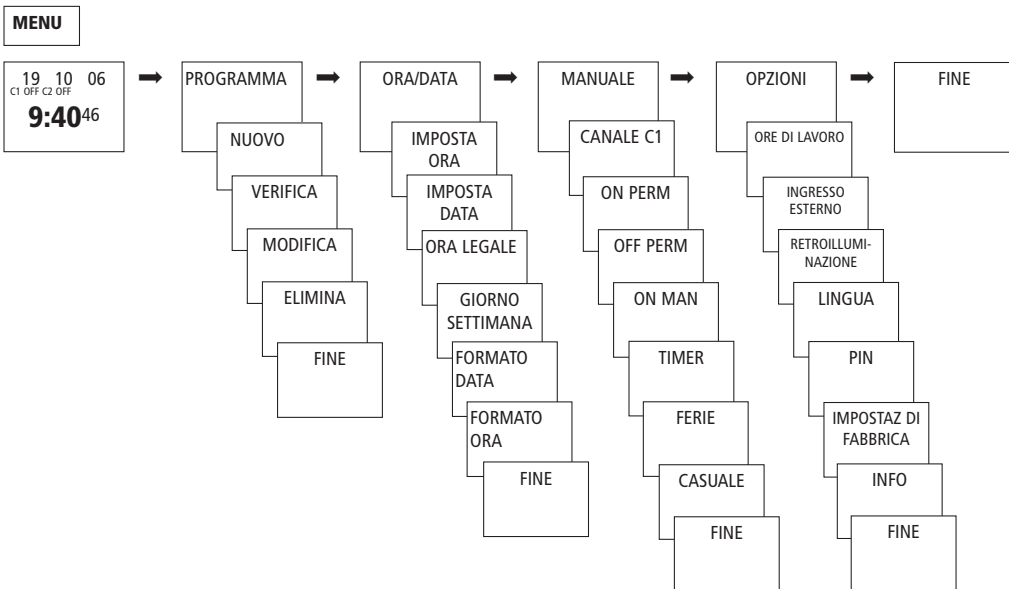 MENU
19 10 06
C1 OFF C2 OFF
9:40 46
PROGRAMMA
NUOVO
VERIFICA
MODIFICA
ELIMINA
FINE
ORA/DATA
IMPOSTA
ORA
IMPOSTA
DATA
ORA LEGALE
GIORNO
SETTIMANA
FORMATO
DATA
FORMATO
ORA
FINE
MANUALE
CANALE C1
ON PERM
OFF PERM
ON MAN
TIMER
FERIE
CASUALE
FINE
OPZIONI
ORE DI LAVORO
INGRESSO
ESTERNO
RETROILLUMI-
NAZIONE
LINGUA
PIN
IMPOSTAZ DI
FABBRICA
INFO
FINE
FINE